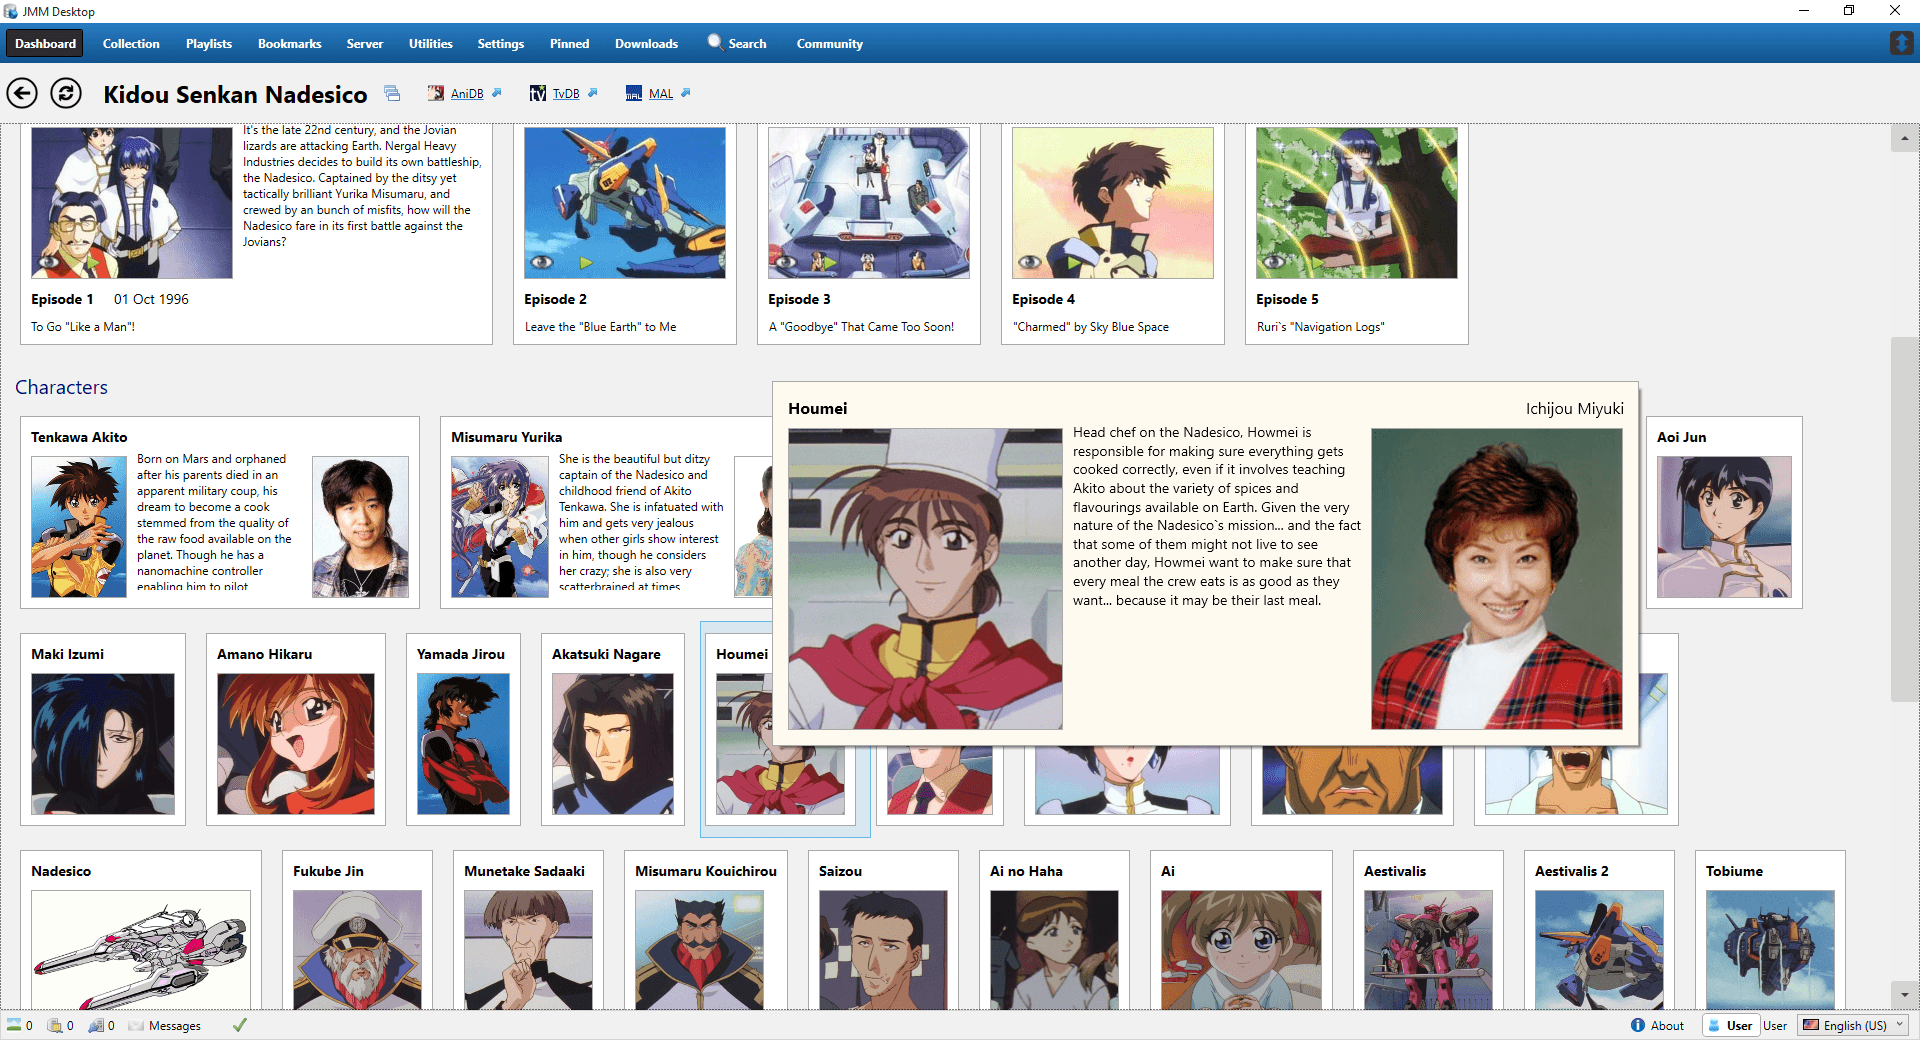 JMM Desktop
Dashboard
Collection
Playlists
Bookmarks
Server
Utilities
Settings
Pinned
Downloads
Search
Community
Kidou Senkan Nadesico
AniDB
TvDB
MAL
It's the late 22nd century, and the Jovian
lizards are attacking Earth. Nergal Heavy
Industries decides to build its own battleship,
the Nadesico. Captained by the ditsy yet
tactically brilliant Yurika Misumaru, and
crewed by an bunch of misfits, how will the
Nadesico fare in its first battle against the
Jovians?
Episode 1 01 Oct 1996
To Go "Like a Man"!
Episode 2
Leave the "Blue Earth" to Me
Episode 3
A "Goodbye" That Came Too Soon!
Episode 4
"Charmed" by Sky Blue Space
Episode 5
Ruri`s "Navigation Logs"
Characters
Tenkawa Akito
Born on Mars and orphaned
after his parents died in an
apparent military coup, his
dream to become a cook
stemmed from the quality of
the raw food available on the
planet. Though he has a
nanomachine controller
enabling him to pilot
Misumaru Yurika
She is the beautiful but ditzy
captain of the Nadesico and
childhood friend of Akito
Tenkawa. She is infatuated with
him and gets very jealous
when other girls show interest
in him, though he considers
her crazy; she is also very
scatterbrained at times
Houmei
Ichijou Miyuki
Head chef on the Nadesico, Howmei is
responsible for making sure everything gets
cooked correctly, even if it involves teaching
Akito about the variety of spices and
flavourings available on Earth. Given the very
nature of the Nadesico`s mission... and the fact
that some of them might not live to see
another day, Howmei want to make sure that
every meal the crew eats is as good as they
want... because it may be their last meal.
Aoi Jun
Maki Izumi
Amano Hikaru
Yamada Jirou
Akatsuki Nagare
Houmei
Nadesico
Fukube Jin
Munetake Sadaaki
Misumaru Kouichirou
Saizou
Ai no Haha
Ai
Aestivalis
Aestivalis 2
Tobiume
0
0
0
Messages
About
User
User
English (US)